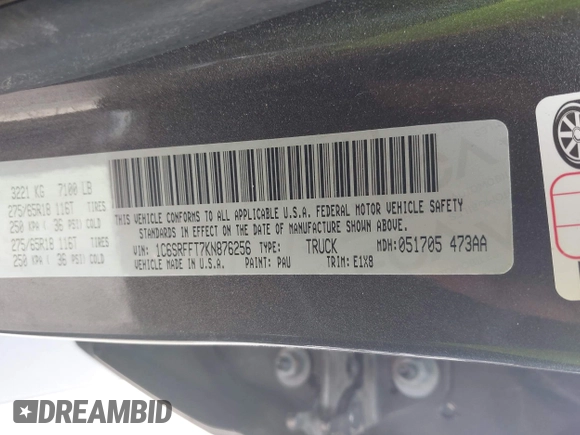 3221 KG 7100 LB
275/65R18 116T TIRES
250 KPA / 36 PSI COLD
275/65R18 116T TIRES
250 KPA / 36 PSI COLD
THIS VEHICLE CONFORMS TO ALL APPLICABLE U.S.A. FEDERAL MOTOR VEHICLE SAFETY
STANDARDS IN EFFECT ON THE DATE OF MANUFACTURE SHOWN ABOVE.
VIN: 1C6SRFFT7KN876256 TYPE: TRUCK MDH: 051705 473AA
VEHICLE MADE IN U.S.A. PAINT: PAU TRIM: E1X8
DREAMBID